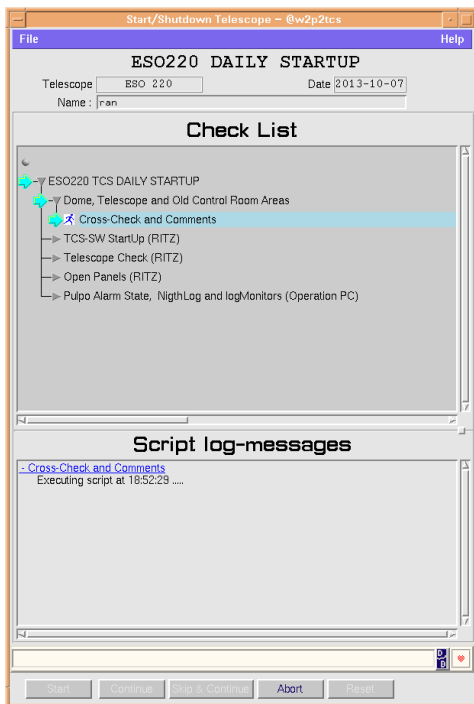 Start/Shutdown Telescope - @w2p2tcs
File Help
ESO220 DAILY STARTUP
Telescope ESO 220 Date 2013-10-07
Name : ran
Check List
ESO220 TCS DAILY STARTUP
Dome, Telescope and Old Control Room Areas
Cross-Check and Comments
TCS-SW StartUp (RITZ)
Telescope Check (RITZ)
Open Panels (RITZ)
Pulpo Alarm State, NigthLog and logMonitors (Operation PC)
Script log-messages
- Cross-Check and Comments
Executing script at 18:52:29 .....
Start Continue Skip & Continue Abort Reset